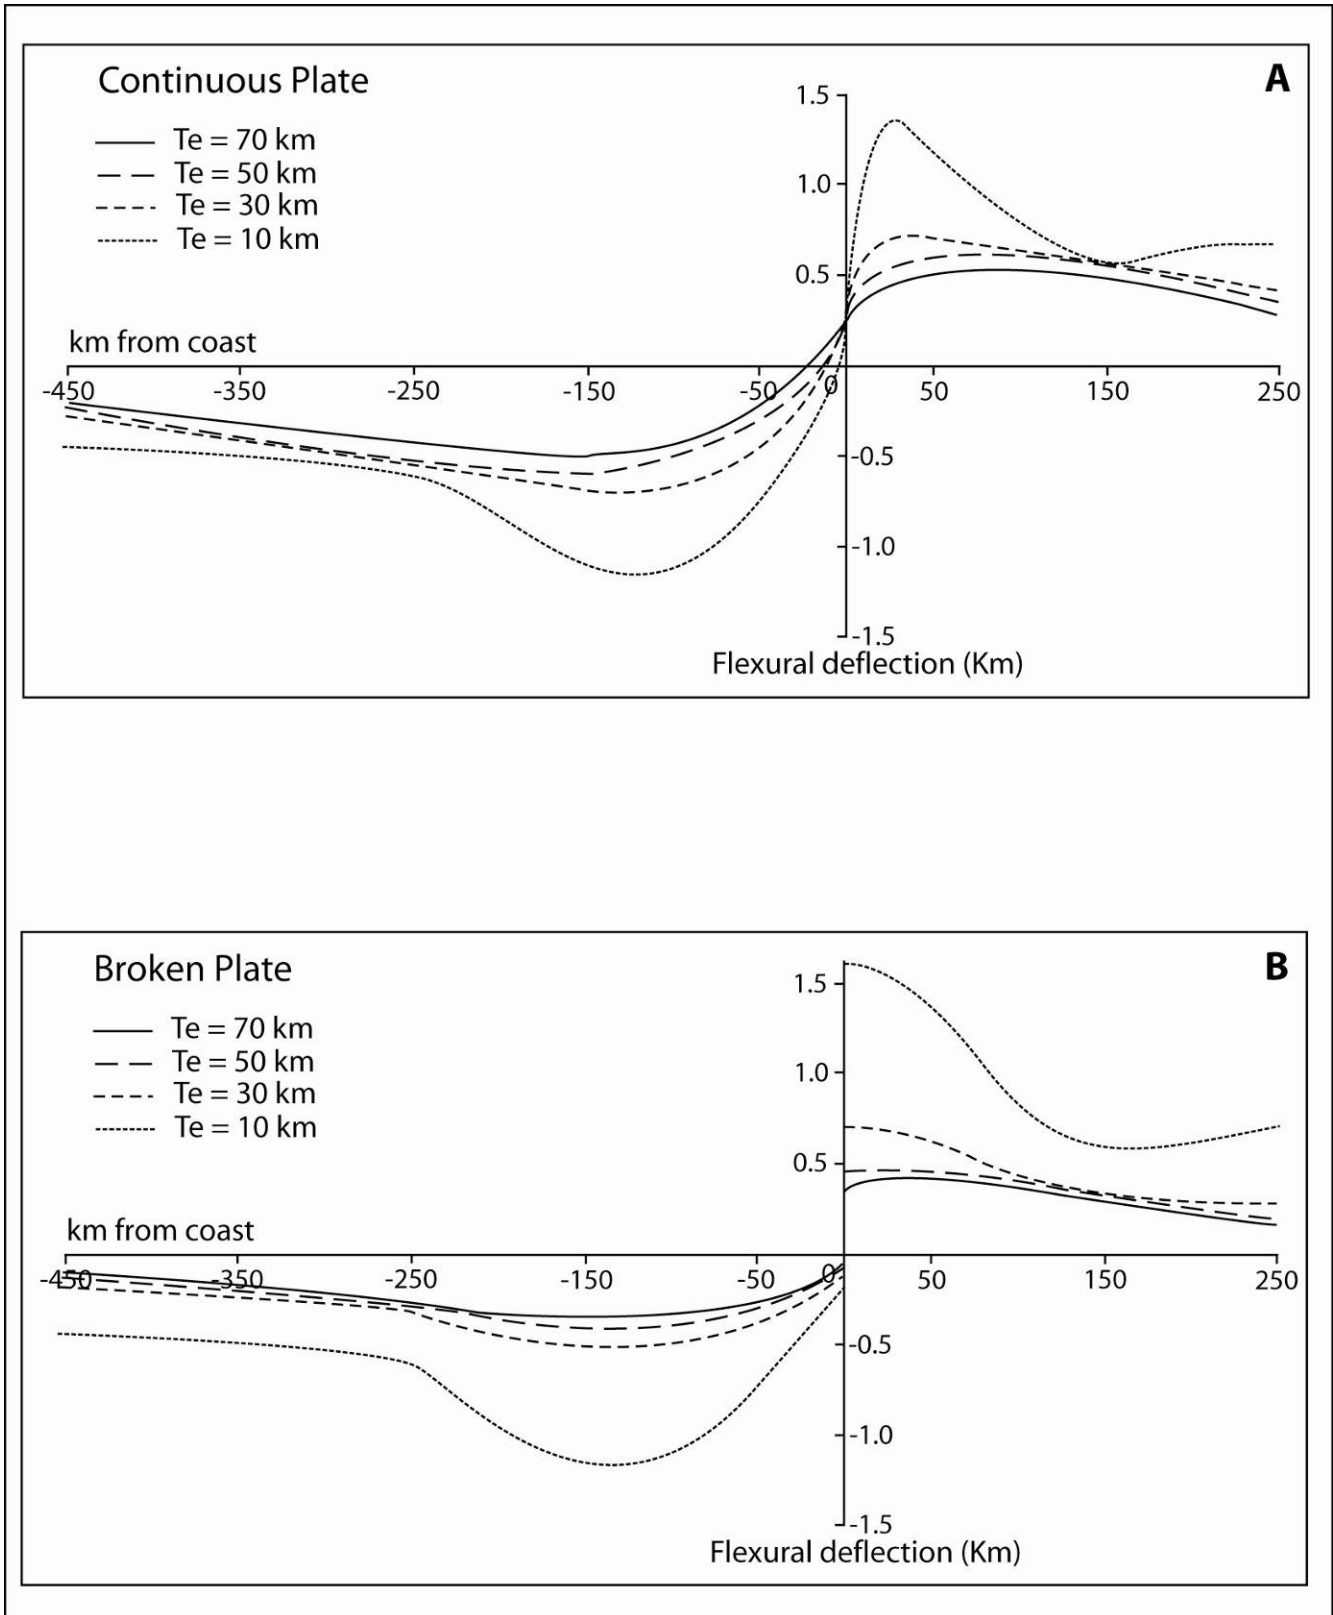 Continuous Plate
A
Te = 70 km
Te = 50 km
Te = 30 km
Te = 10 km
1.5
1.0
0.5
km from coast
-450 -350 -250 -150 -50 0 50 150 250
-0.5
-1.0
-1.5
Flexural deflection (Km)
Broken Plate
B
Te = 70 km
Te = 50 km
Te = 30 km
Te = 10 km
1.5
1.0
0.5
km from coast
-450 -350 -250 -150 -50 0 50 150 250
-0.5
-1.0
-1.5
Flexural deflection (Km)